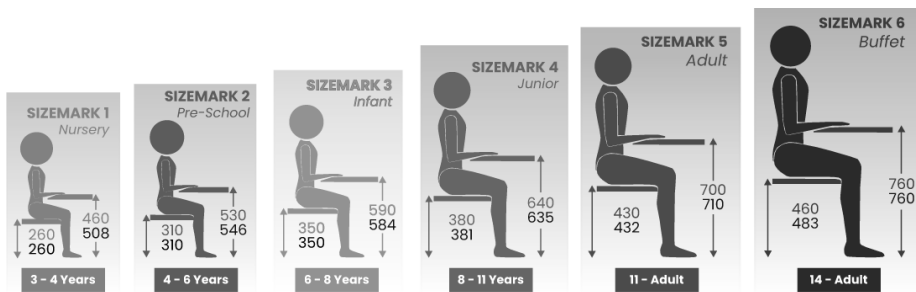 SIZEMARK 1
Nursery
460
508
260
260
3 - 4 Years
SIZEMARK 2
Pre-School
530
546
310
310
4 - 6 Years
SIZEMARK 3
Infant
590
584
350
350
6 - 8 Years
SIZEMARK 4
Junior
640
635
380
381
8 - 11 Years
SIZEMARK 5
Adult
700
710
430
432
11 - Adult
SIZEMARK 6
Buffet
760
760
460
483
14 - Adult